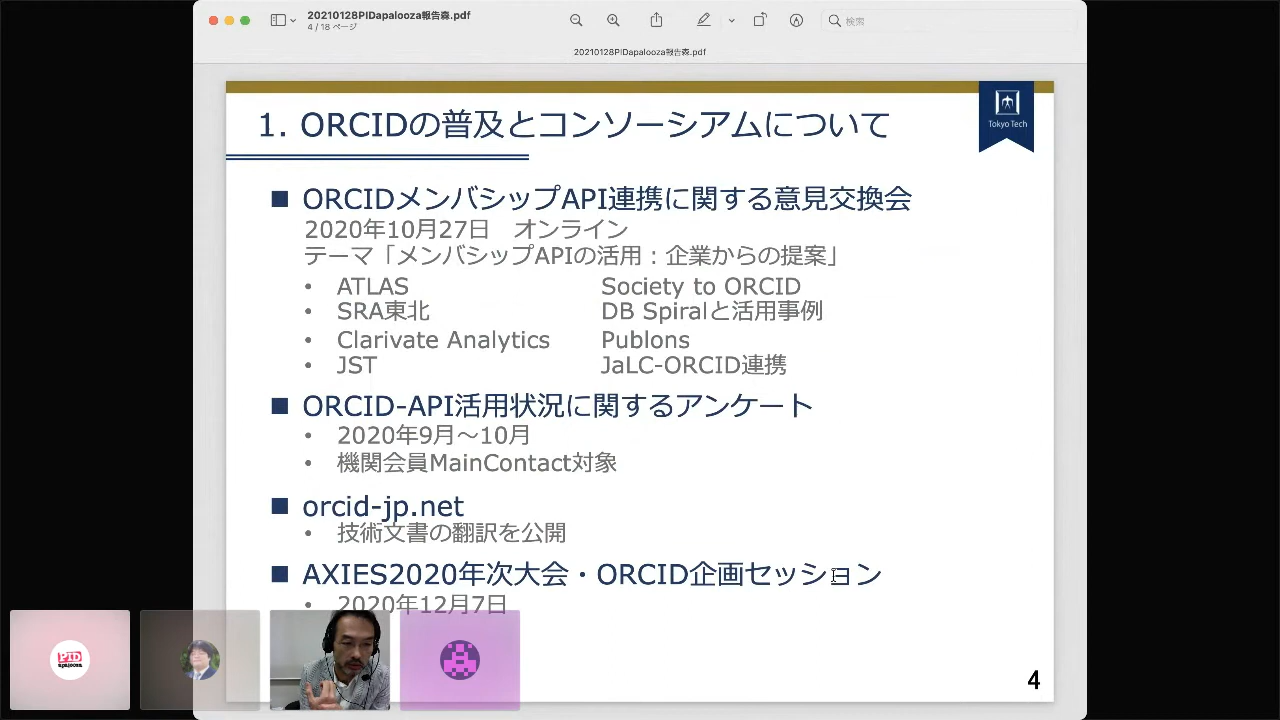 20210128PIDapalooza報告森.pdf
4 / 18 ページ
検索
20210128PIDapalooza報告森.pdf
1. ORCIDの普及とコンソーシアムについて
Tokyo Tech
■ ORCIDメンバシップAPI連携に関する意見交換会
2020年10月27日　オンライン
テーマ「メンバシップAPIの活用：企業からの提案」
• ATLAS Society to ORCID
• SRA東北 DB Spiralと活用事例
• Clarivate Analytics Publons
• JST JaLC-ORCID連携
■ ORCID-API活用状況に関するアンケート
• 2020年9月～10月
• 機関会員MainContact対象
■ orcid-jp.net
• 技術文書の翻訳を公開
■ AXIES2020年次大会・ORCID企画セッション
• 2020年12月7日
PID
apalooza
4